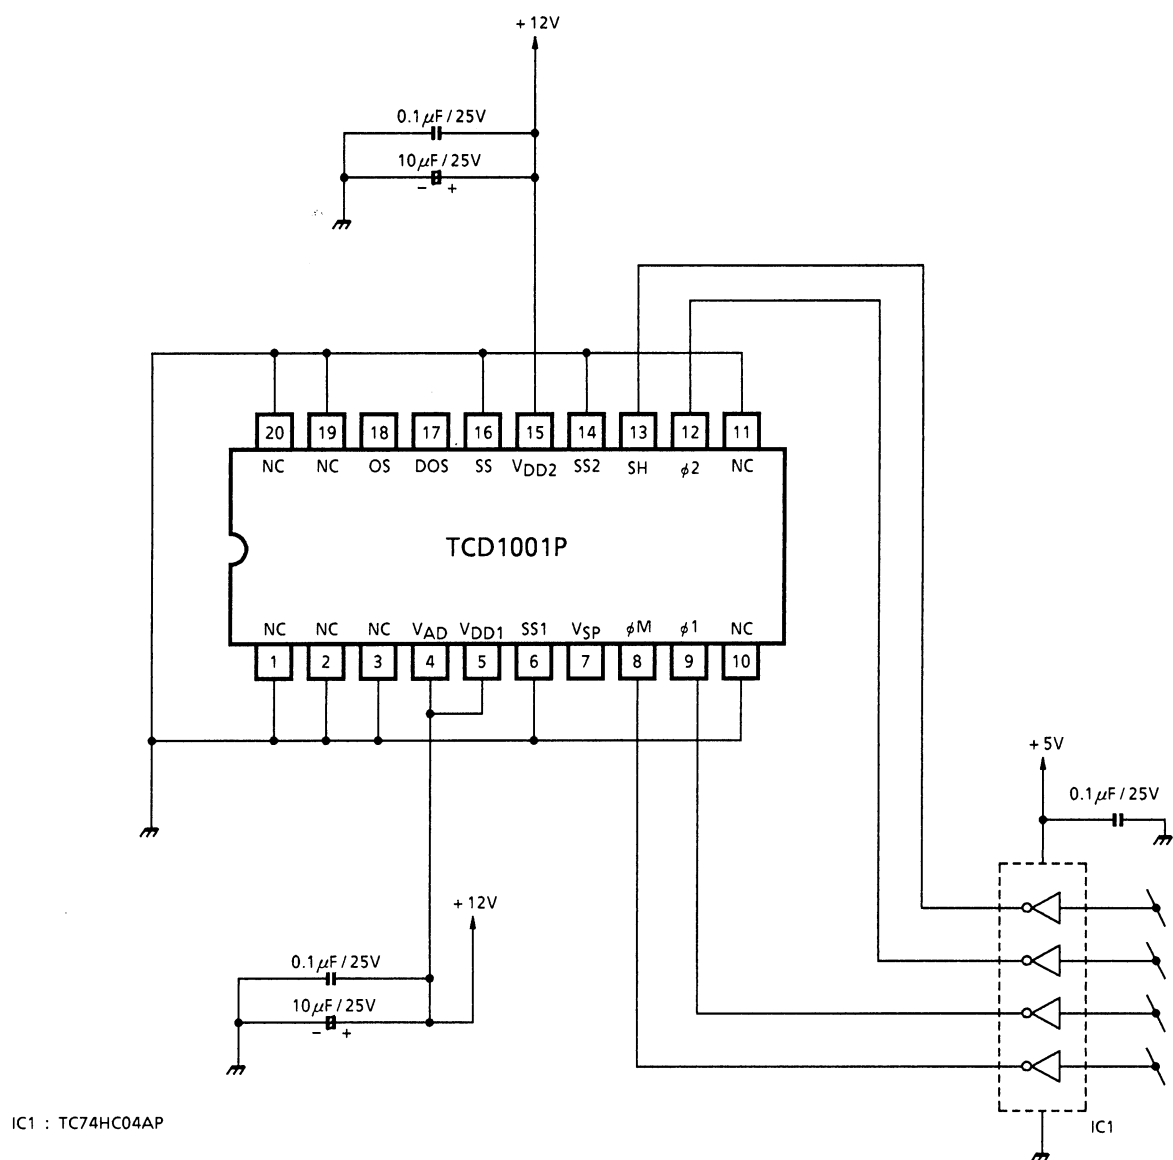 +12V
0.1μF/25V
10μF/25V
− +
20 19 18 17 16 15 14 13 12 11
NC NC OS DOS SS VDD2 SS2 SH φ2 NC
TCD1001P
NC NC NC VAD VDD1 SS1 VSP φM φ1 NC
1 2 3 4 5 6 7 8 9 10
+5V
0.1μF/25V
+12V
0.1μF/25V
10μF/25V
− +
IC1 : TC74HC04AP
IC1